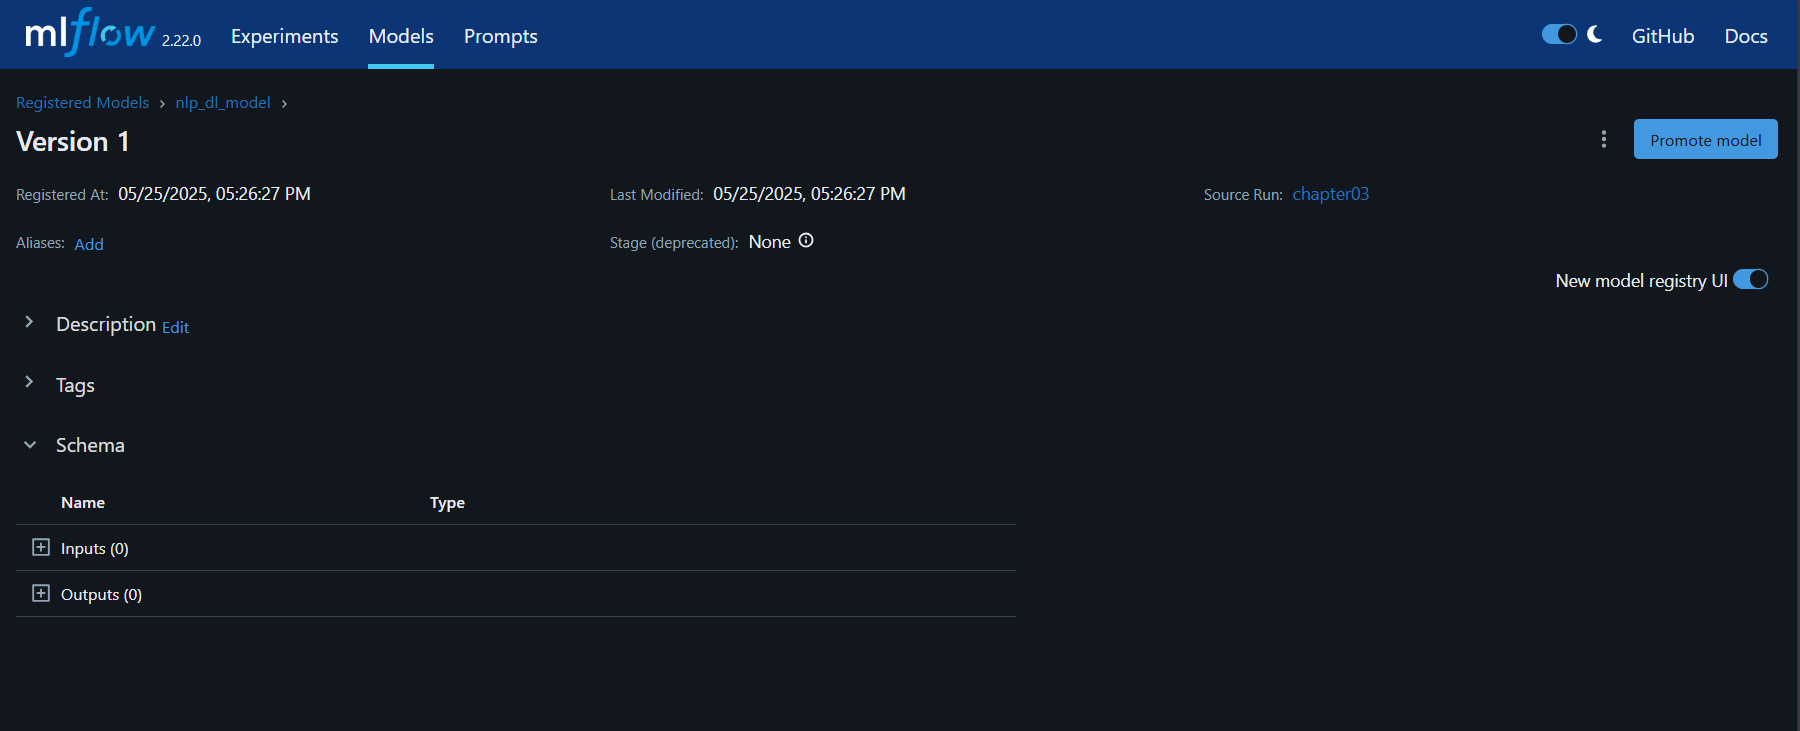 mlflow 2.22.0 Experiments Models Prompts GitHub Docs
Registered Models › nlp_dl_model ›
Version 1
Promote model
Registered At: 05/25/2025, 05:26:27 PM Last Modified: 05/25/2025, 05:26:27 PM Source Run: chapter03
Aliases: Add Stage (deprecated): None
New model registry UI
Description Edit
Tags
Schema
Name Type
Inputs (0)
Outputs (0)